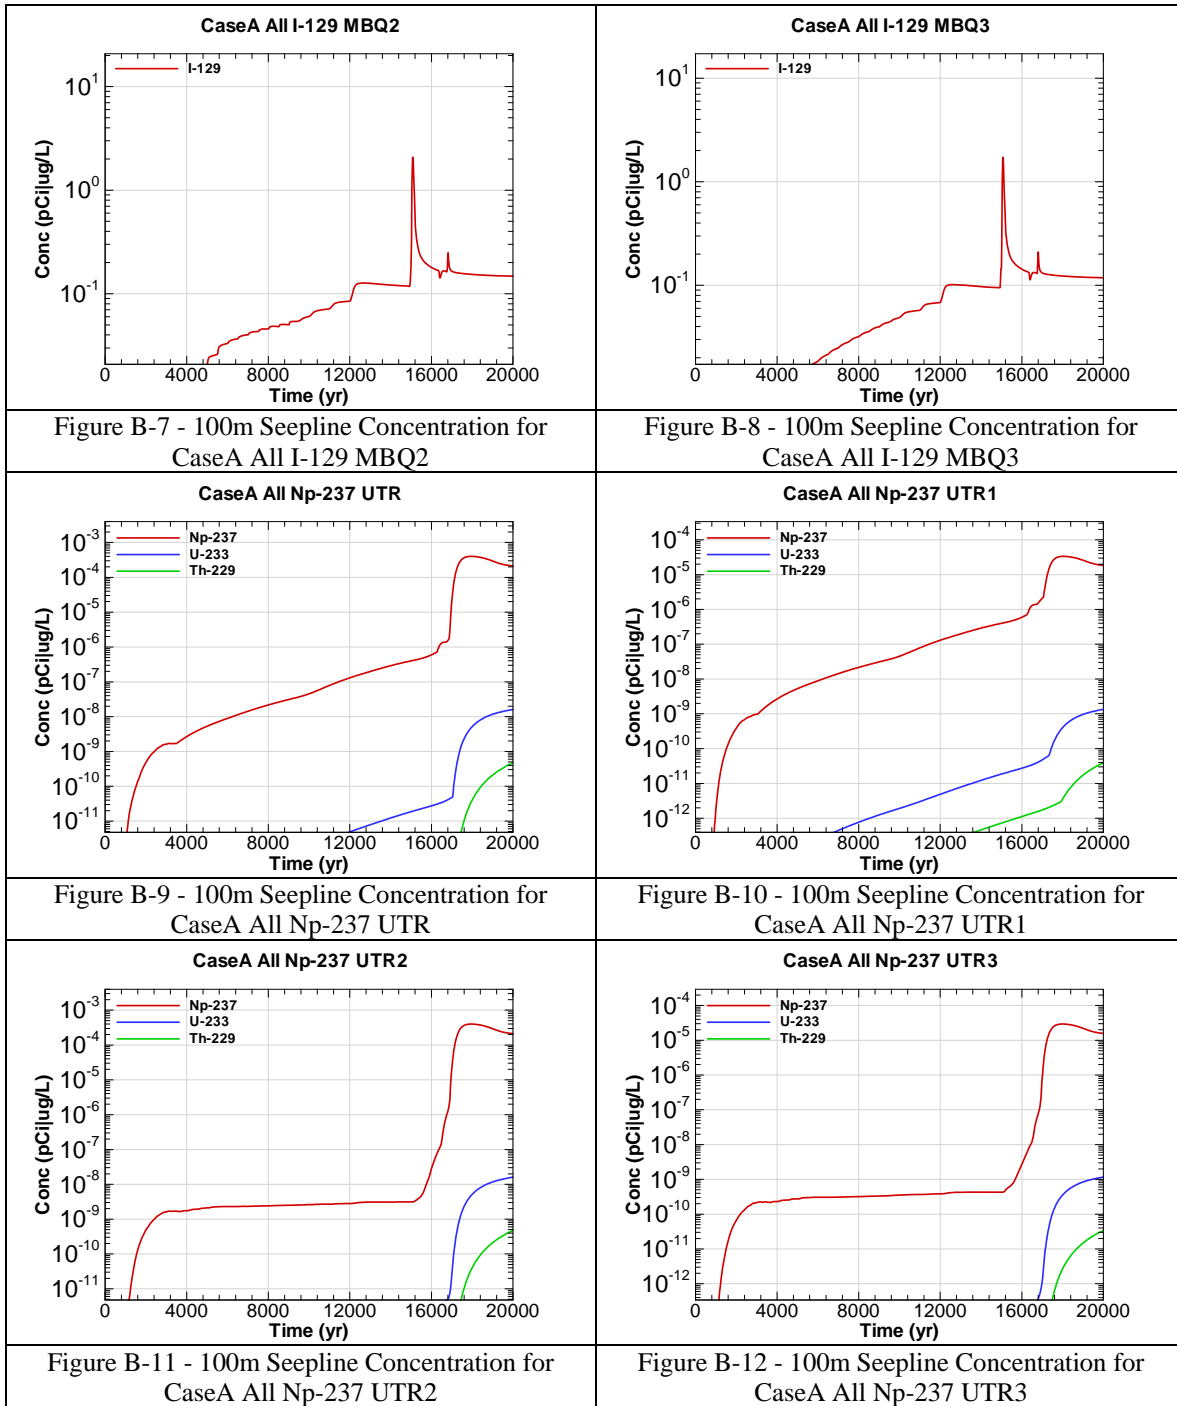 CaseA All I-129 MBQ2
I-129
10^1
10^0
10^-1
Conc (pCi|ug/L)
0 4000 8000 12000 16000 20000
Time (yr)
Figure B-7 - 100m Seepline Concentration for
CaseA All I-129 MBQ2
CaseA All I-129 MBQ3
I-129
10^1
10^0
10^-1
Conc (pCi|ug/L)
0 4000 8000 12000 16000 20000
Time (yr)
Figure B-8 - 100m Seepline Concentration for
CaseA All I-129 MBQ3
CaseA All Np-237 UTR
Np-237
U-233
Th-229
10^-3
10^-4
10^-5
10^-6
10^-7
10^-8
10^-9
10^-10
10^-11
Conc (pCi|ug/L)
0 4000 8000 12000 16000 20000
Time (yr)
Figure B-9 - 100m Seepline Concentration for
CaseA All Np-237 UTR
CaseA All Np-237 UTR1
Np-237
U-233
Th-229
10^-4
10^-5
10^-6
10^-7
10^-8
10^-9
10^-10
10^-11
10^-12
Conc (pCi|ug/L)
0 4000 8000 12000 16000 20000
Time (yr)
Figure B-10 - 100m Seepline Concentration for
CaseA All Np-237 UTR1
CaseA All Np-237 UTR2
Np-237
U-233
Th-229
10^-3
10^-4
10^-5
10^-6
10^-7
10^-8
10^-9
10^-10
10^-11
Conc (pCi|ug/L)
0 4000 8000 12000 16000 20000
Time (yr)
Figure B-11 - 100m Seepline Concentration for
CaseA All Np-237 UTR2
CaseA All Np-237 UTR3
Np-237
U-233
Th-229
10^-4
10^-5
10^-6
10^-7
10^-8
10^-9
10^-10
10^-11
10^-12
Conc (pCi|ug/L)
0 4000 8000 12000 16000 20000
Time (yr)
Figure B-12 - 100m Seepline Concentration for
CaseA All Np-237 UTR3